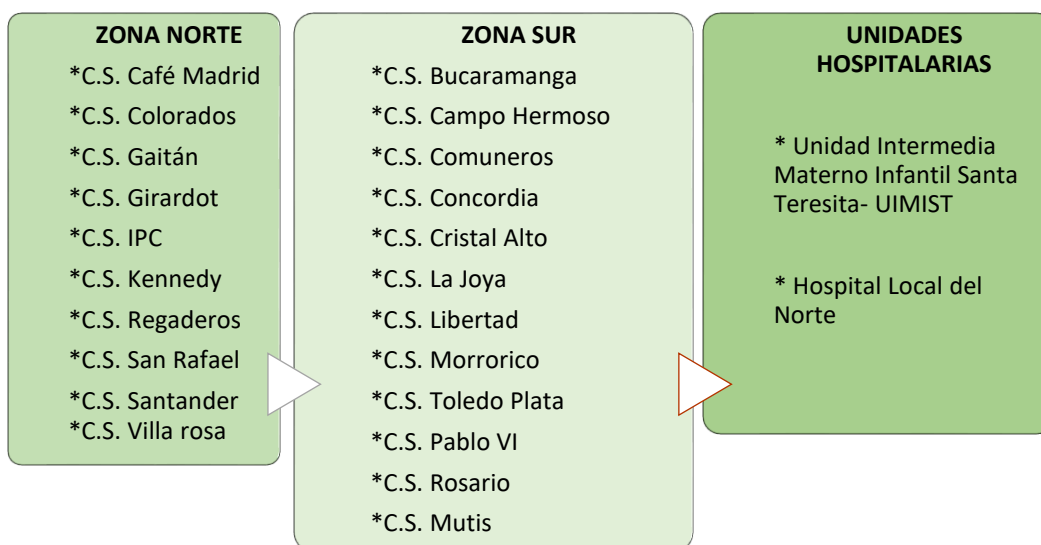 ZONA NORTE
*C.S. Café Madrid
*C.S. Colorados
*C.S. Gaitán
*C.S. Girardot
*C.S. IPC
*C.S. Kennedy
*C.S. Regaderos
*C.S. San Rafael
*C.S. Santander
*C.S. Villa rosa
ZONA SUR
*C.S. Bucaramanga
*C.S. Campo Hermoso
*C.S. Comuneros
*C.S. Concordia
*C.S. Cristal Alto
*C.S. La Joya
*C.S. Libertad
*C.S. Morrorico
*C.S. Toledo Plata
*C.S. Pablo VI
*C.S. Rosario
*C.S. Mutis
UNIDADES
HOSPITALARIAS
* Unidad Intermedia
Materno Infantil Santa
Teresita- UIMIST
* Hospital Local del
Norte